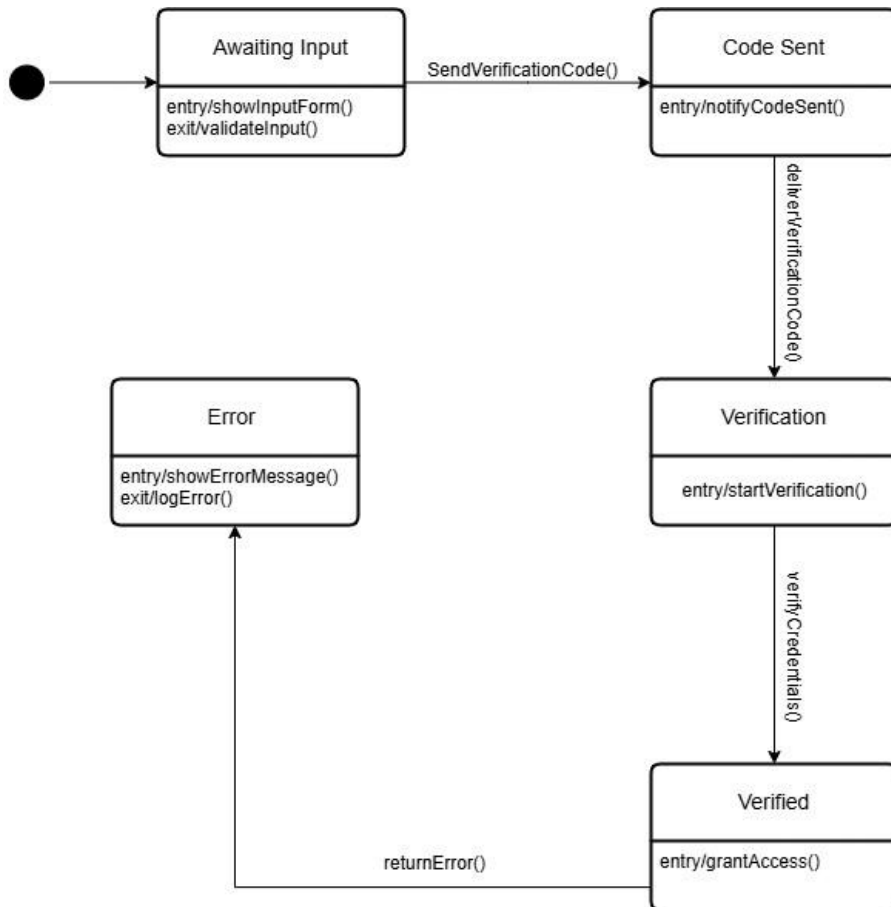 Awaiting Input
entry/showInputForm()
exit/validateInput()
SendVerificationCode()
Code Sent
entry/notifyCodeSent()
deliverVerificationCode()
Error
entry/showErrorMessage()
exit/logError()
Verification
entry/startVerification()
verifyCredentials()
Verified
entry/grantAccess()
returnError()